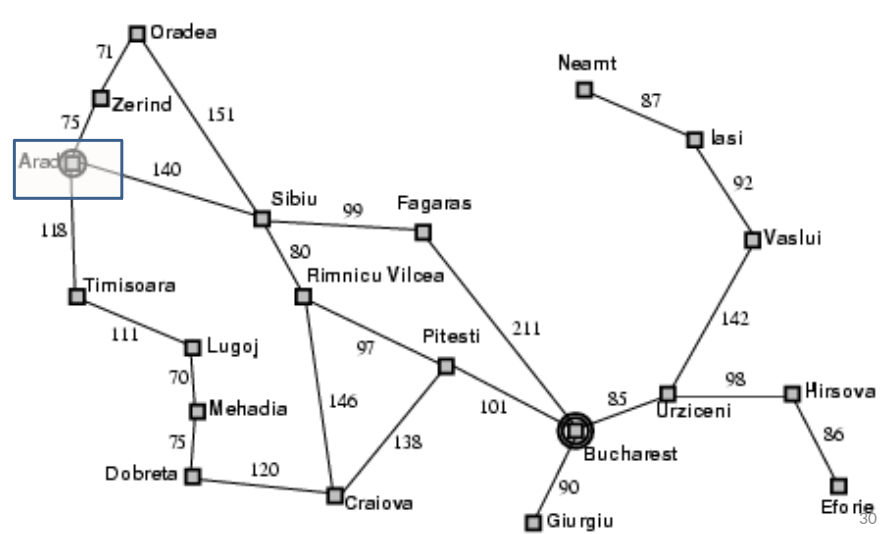 Oradea
71
Neamt
87
Zerind
151
75
Iasi
Arad
140
92
Sibiu
Fagaras
99
118
Vaslui
80
Timisoara
Rimnicu Vilcea
142
211
111
Lugoj
97
Pitesti
70
98
Hirsova
85
Mehadia
146
101
Urziceni
75
138
86
Bucharest
Dobreta
120
90
Craiova
Eforie
Giurgiu
30